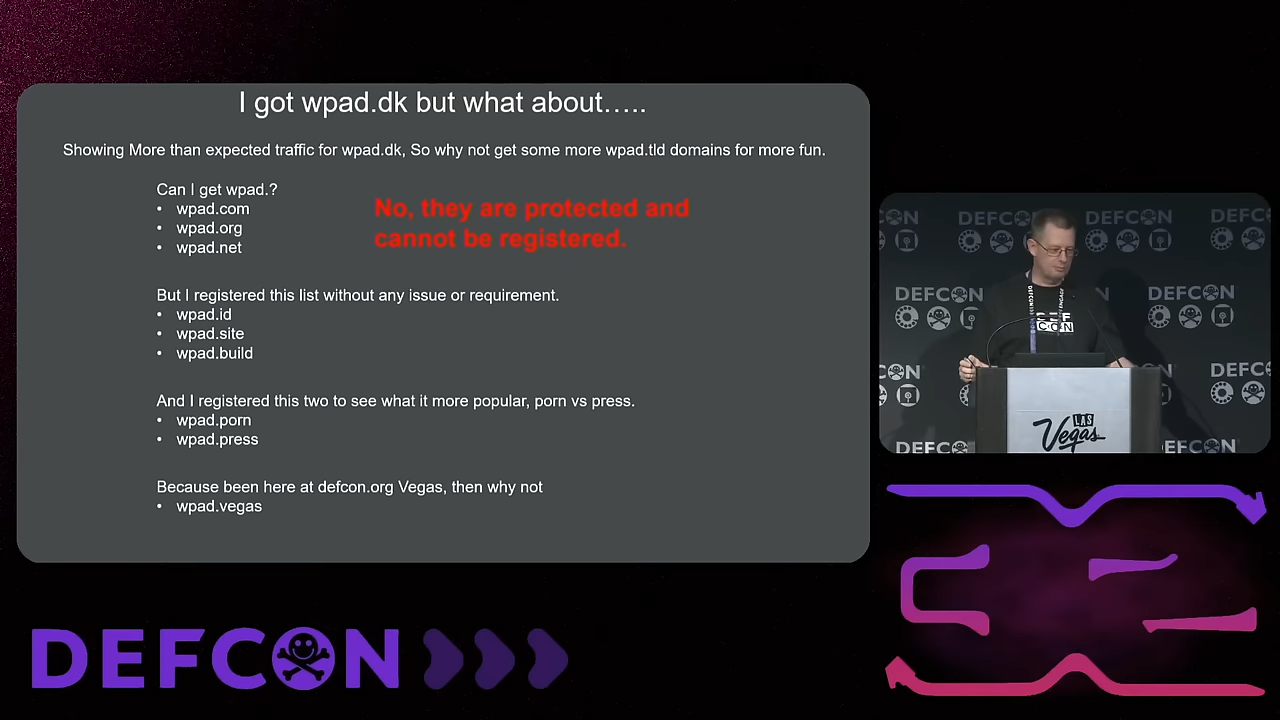 I got wpad.dk but what about.....
Showing More than expected traffic for wpad.dk, So why not get some more wpad.tld domains for more fun.
Can I get wpad.?
• wpad.com
• wpad.org
• wpad.net
No, they are protected and
cannot be registered.
But I registered this list without any issue or requirement.
• wpad.id
• wpad.site
• wpad.build
And I registered this two to see what it more popular, porn vs press.
• wpad.porn
• wpad.press
Because been here at defcon.org Vegas, then why not
• wpad.vegas
DEFCON
DEFCON
DEFCON
DEFCON
LAS
Vegas
DEFCON